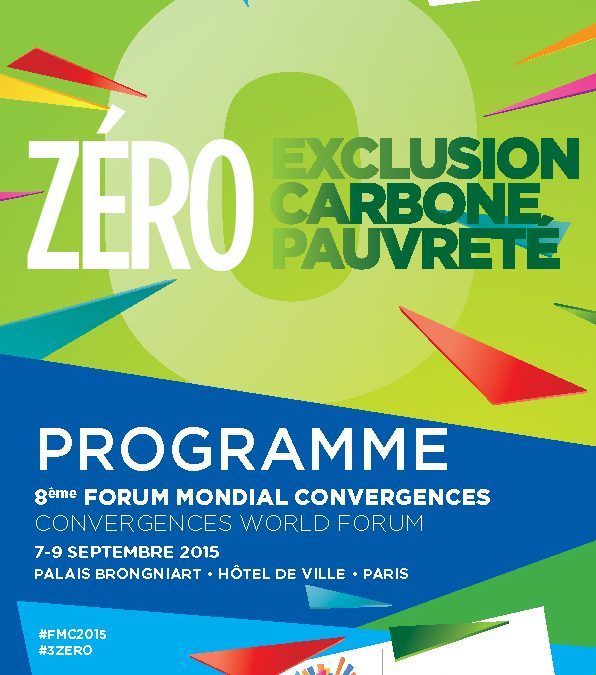 0
ZÉRO
EXCLUSION
CARBONE
PAUVRETÉ
PROGRAMME
8ème FORUM MONDIAL CONVERGENCES
CONVERGENCES WORLD FORUM
7-9 SEPTEMBRE 2015
PALAIS BRONGNIART • HÔTEL DE VILLE • PARIS
#FMC2015
#3ZERO